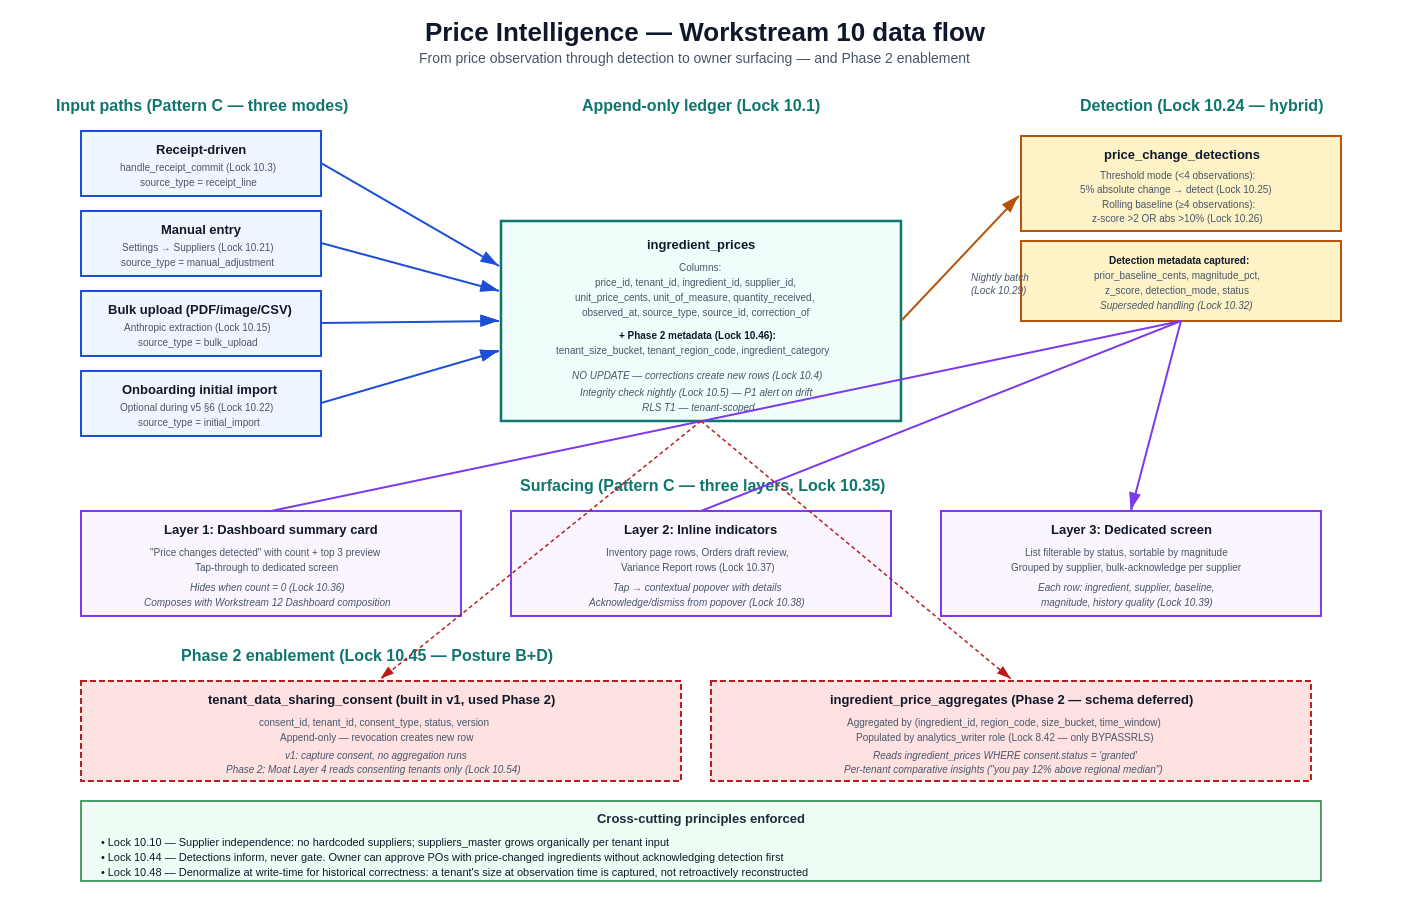 Price Intelligence — Workstream 10 data flow
From price observation through detection to owner surfacing — and Phase 2 enablement
Input paths (Pattern C — three modes)
Receipt-driven
handle_receipt_commit (Lock 10.3)
source_type = receipt_line
Manual entry
Settings → Suppliers (Lock 10.21)
source_type = manual_adjustment
Bulk upload (PDF/image/CSV)
Anthropic extraction (Lock 10.15)
source_type = bulk_upload
Onboarding initial import
Optional during v5 §6 (Lock 10.22)
source_type = initial_import
Append-only ledger (Lock 10.1)
ingredient_prices
Columns:
price_id, tenant_id, ingredient_id, supplier_id,
unit_price_cents, unit_of_measure, quantity_received,
observed_at, source_type, source_id, correction_of
+ Phase 2 metadata (Lock 10.46):
tenant_size_bucket, tenant_region_code, ingredient_category
NO UPDATE — corrections create new rows (Lock 10.4)
Integrity check nightly (Lock 10.5) — P1 alert on drift
RLS T1 — tenant-scoped
Detection (Lock 10.24 — hybrid)
price_change_detections
Threshold mode (<4 observations):
5% absolute change → detect (Lock 10.25)
Rolling baseline (≥4 observations):
z-score >2 OR abs >10% (Lock 10.26)
Nightly batch
(Lock 10.29)
Detection metadata captured:
prior_baseline_cents, magnitude_pct,
z_score, detection_mode, status
Superseded handling (Lock 10.32)
Surfacing (Pattern C — three layers, Lock 10.35)
Layer 1: Dashboard summary card
"Price changes detected" with count + top 3 preview
Tap-through to dedicated screen
Hides when count = 0 (Lock 10.36)
Composes with Workstream 12 Dashboard composition
Layer 2: Inline indicators
Inventory page rows, Orders draft review,
Variance Report rows (Lock 10.37)
Tap → contextual popover with details
Acknowledge/dismiss from popover (Lock 10.38)
Layer 3: Dedicated screen
List filterable by status, sortable by magnitude
Grouped by supplier, bulk-acknowledge per supplier
Each row: ingredient, supplier, baseline,
magnitude, history quality (Lock 10.39)
Phase 2 enablement (Lock 10.45 — Posture B+D)
tenant_data_sharing_consent (built in v1, used Phase 2)
consent_id, tenant_id, consent_type, status, version
Append-only — revocation creates new row
v1: capture consent, no aggregation runs
Phase 2: Moat Layer 4 reads consenting tenants only (Lock 10.54)
ingredient_price_aggregates (Phase 2 — schema deferred)
Aggregated by (ingredient_id, region_code, size_bucket, time_window)
Populated by analytics_writer role (Lock 8.42 — only BYPASSRLS)
Reads ingredient_prices WHERE consent.status = 'granted'
Per-tenant comparative insights ("you pay 12% above regional median")
Cross-cutting principles enforced
• Lock 10.10 — Supplier independence: no hardcoded suppliers; suppliers_master grows organically per tenant input
• Lock 10.44 — Detections inform, never gate. Owner can approve POs with price-changed ingredients without acknowledging detection first
• Lock 10.48 — Denormalize at write-time for historical correctness: a tenant's size at observation time is captured, not retroactively reconstructed